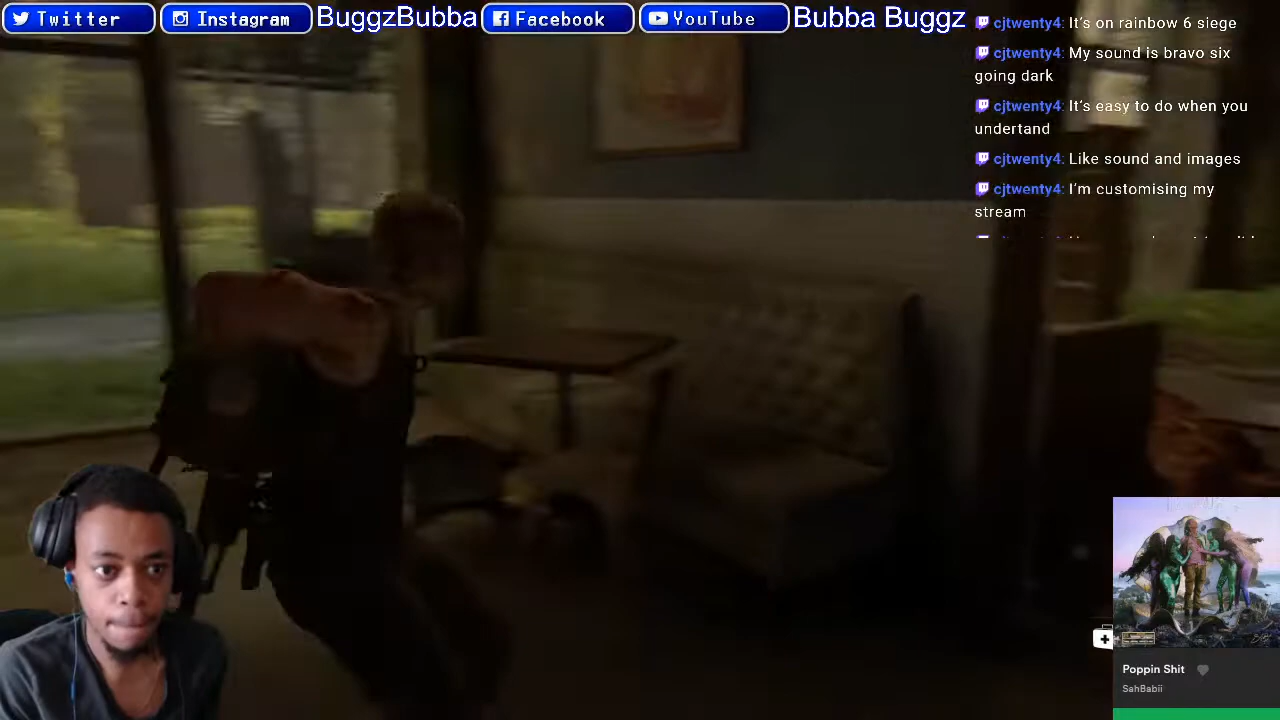 Twitter
Instagram
BuggzBubba
Facebook
YouTube
Bubba Buggz
cjtwenty4: It's on rainbow 6 siege
cjtwenty4: My sound is bravo six
going dark
cjtwenty4: It's easy to do when you
undertand
cjtwenty4: Like sound and images
cjtwenty4: I'm customising my
stream
Poppin Shit
SahBabii